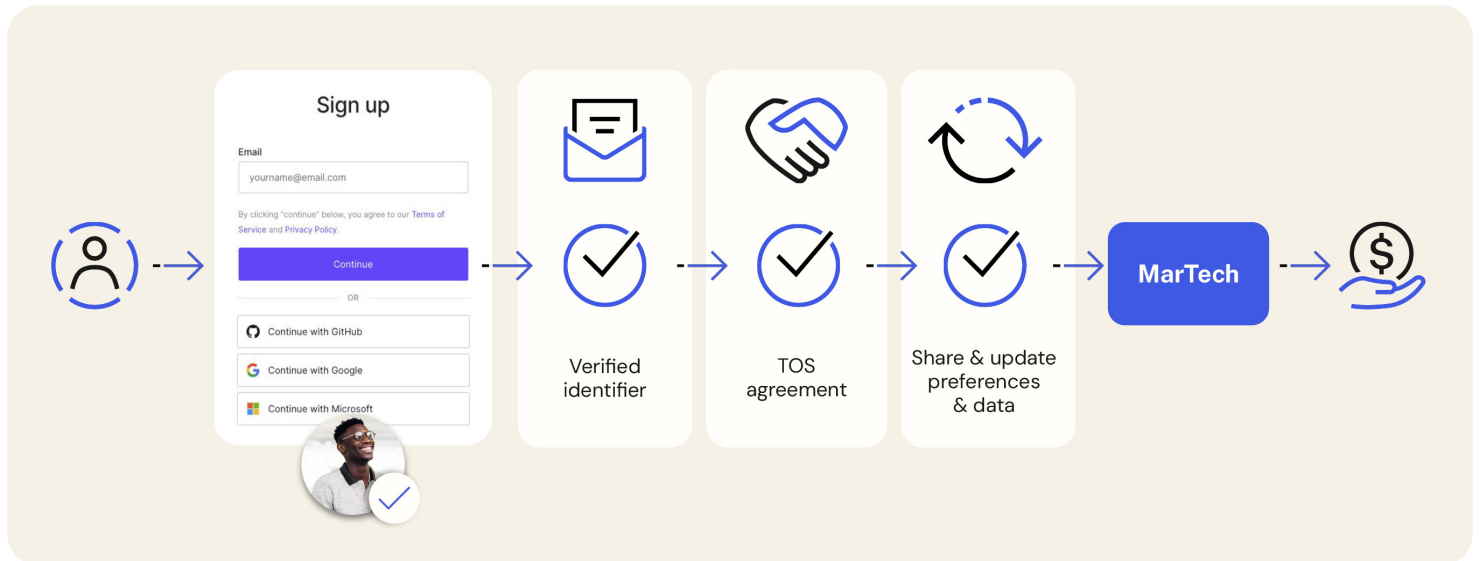 Sign up
Email
yourname@email.com
By clicking "continue" below, you agree to our Terms of
Service and Privacy Policy.
Continue
OR
Continue with GitHub
Continue with Google
Continue with Microsoft
Verified
identifier
TOS
agreement
Share & update
preferences
& data
MarTech
$